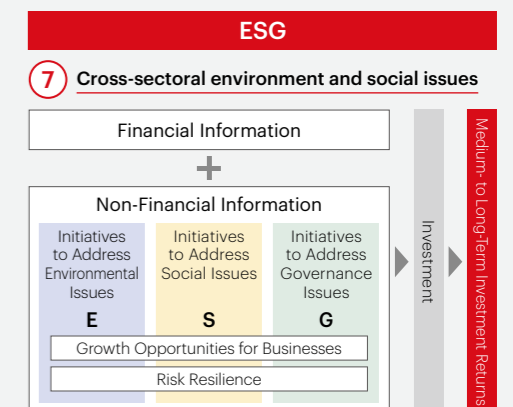 ESG
7 Cross-sectoral environment and social issues
Financial Information
+
Non-Financial Information
Initiatives
to Address
Environmental
Issues
E
Initiatives
to Address
Social Issues
S
Initiatives
to Address
Governance
Issues
G
Growth Opportunities for Businesses
Risk Resilience
Investment
Medium- to Long-Term Investment Returns